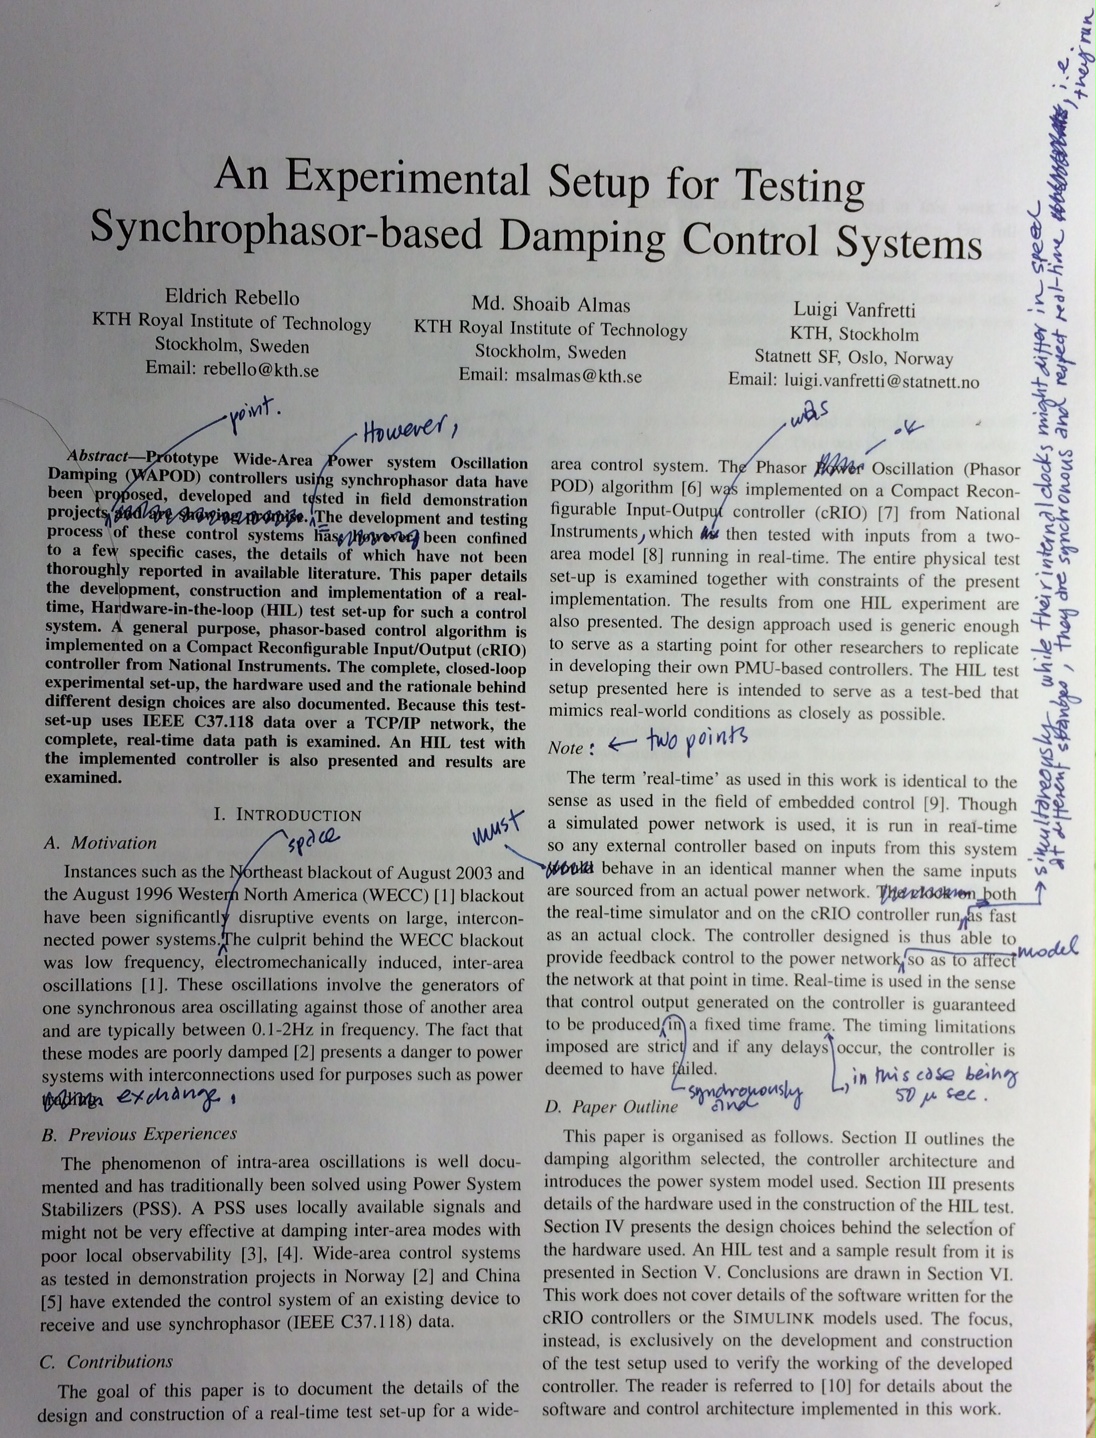 An Experimental Setup for Testing
Synchrophasor-based Damping Control Systems
Eldrich Rebello
KTH Royal Institute of Technology
Stockholm, Sweden
Email: rebello@kth.se
Md. Shoaib Almas
KTH Royal Institute of Technology
Stockholm, Sweden
Email: msalmas@kth.se
Luigi Vanfretti
KTH, Stockholm
Statnett SF, Oslo, Norway
Email: luigi.vanfretti@statnett.no
point.
However,
Abstract—Prototype Wide-Area Power system Oscillation
Damping (WAPOD) controllers using synchrophasor data have
been proposed, developed and tested in field demonstration
projects. The development and testing
process of these control systems has been confined
to a few specific cases, the details of which have not been
thoroughly reported in available literature. This paper details
the development, construction and implementation of a real-
time, Hardware-in-the-loop (HIL) test set-up for such a control
system. A general purpose, phasor-based control algorithm is
implemented on a Compact Reconfigurable Input/Output (cRIO)
controller from National Instruments. The complete, closed-loop
experimental set-up, the hardware used and the rationale behind
different design choices are also documented. Because this test-
set-up uses IEEE C37.118 data over a TCP/IP network, the
complete, real-time data path is examined. An HIL test with
the implemented controller is also presented and results are
examined.
I. INTRODUCTION
space
A. Motivation
Instances such as the Northeast blackout of August 2003 and
the August 1996 Western North America (WECC) [1] blackout
have been significantly disruptive events on large, intercon-
nected power systems.The culprit behind the WECC blackout
was low frequency, electromechanically induced, inter-area
oscillations [1]. These oscillations involve the generators of
one synchronous area oscillating against those of another area
and are typically between 0.1-2Hz in frequency. The fact that
these modes are poorly damped [2] presents a danger to power
systems with interconnections used for purposes such as power
exchange.
B. Previous Experiences
The phenomenon of intra-area oscillations is well docu-
mented and has traditionally been solved using Power System
Stabilizers (PSS). A PSS uses locally available signals and
might not be very effective at damping inter-area modes with
poor local observability [3], [4]. Wide-area control systems
as tested in demonstration projects in Norway [2] and China
[5] have extended the control system of an existing device to
receive and use synchrophasor (IEEE C37.118) data.
C. Contributions
The goal of this paper is to document the details of the
design and construction of a real-time test set-up for a wide-
was
ok
area control system. The Phasor Oscillation (Phasor
POD) algorithm [6] was implemented on a Compact Recon-
figurable Input-Output controller (cRIO) [7] from National
Instruments, which then tested with inputs from a two-
area model [8] running in real-time. The entire physical test
set-up is examined together with constraints of the present
implementation. The results from one HIL experiment are
also presented. The design approach used is generic enough
to serve as a starting point for other researchers to replicate
in developing their own PMU-based controllers. The HIL test
setup presented here is intended to serve as a test-bed that
mimics real-world conditions as closely as possible.
Note : ← two points
The term 'real-time' as used in this work is identical to the
sense as used in the field of embedded control [9]. Though
a simulated power network is used, it is run in real-time
so any external controller based on inputs from this system
must
behave in an identical manner when the same inputs
are sourced from an actual power network. both
the real-time simulator and on the cRIO controller run as fast
as an actual clock. The controller designed is thus able to
provide feedback control to the power network so as to affect
model
the network at that point in time. Real-time is used in the sense
that control output generated on the controller is guaranteed
to be produced in a fixed time frame. The timing limitations
imposed are strict and if any delays occur, the controller is
deemed to have failed.
synchronously
and
in this case being
50 μ sec.
D. Paper Outline
This paper is organised as follows. Section II outlines the
damping algorithm selected, the controller architecture and
introduces the power system model used. Section III presents
details of the hardware used in the construction of the HIL test.
Section IV presents the design choices behind the selection of
the hardware used. An HIL test and a sample result from it is
presented in Section V. Conclusions are drawn in Section VI.
This work does not cover details of the software written for the
cRIO controllers or the SIMULINK models used. The focus,
instead, is exclusively on the development and construction
of the test setup used to verify the working of the developed
controller. The reader is referred to [10] for details about the
software and control architecture implemented in this work.
simultaneously, while their internal clocks might differ in speed
at different , they are synchronous and respect real-time , i.e.
they run